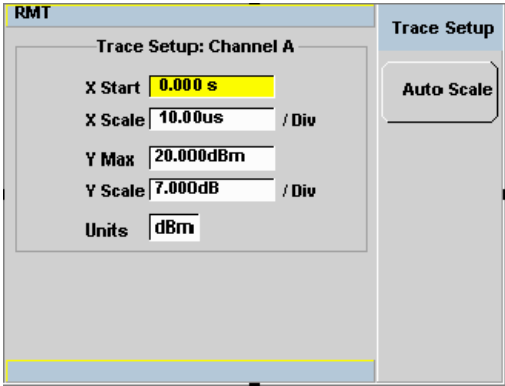 RMT
Trace Setup
Trace Setup: Channel A
X Start 0.000 s
Auto Scale
X Scale 10.00us / Div
Y Max 20.000dBm
Y Scale 7.000dB / Div
Units dBm